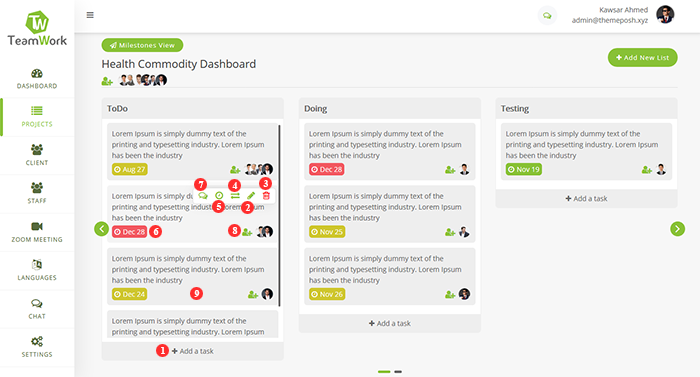 TW
TeamWork
Kawsar Ahmed
admin@themeposh.xyz
DASHBOARD
PROJECTS
CLIENT
STAFF
ZOOM MEETING
LANGUAGES
CHAT
SETTINGS
Milestones View
Health Commodity Dashboard
+ Add New List
ToDo
Lorem Ipsum is simply dummy text of the
printing and typesetting industry. Lorem Ipsum
has been the industry
Aug 27
7
4
3
5
2
Lorem Ipsum is simply d
printing and typesetting industry. Lorem Ipsum
has been the industry
Dec 28
6
8
Lorem Ipsum is simply dummy text of the
printing and typesetting industry. Lorem Ipsum
has been the industry
Dec 24
9
Lorem Ipsum is simply dummy text of the
printing and typesetting industry. Lorem Ipsum
1
+ Add a task
Doing
Lorem Ipsum is simply dummy text of the
printing and typesetting industry. Lorem Ipsum
has been the industry
Dec 28
Lorem Ipsum is simply dummy text of the
printing and typesetting industry. Lorem Ipsum
has been the industry
Nov 25
Lorem Ipsum is simply dummy text of the
printing and typesetting industry. Lorem Ipsum
has been the industry
Nov 26
+ Add a task
Testing
Lorem Ipsum is simply dummy text of the
printing and typesetting industry. Lorem Ipsum
has been the industry
Nov 19
+ Add a task